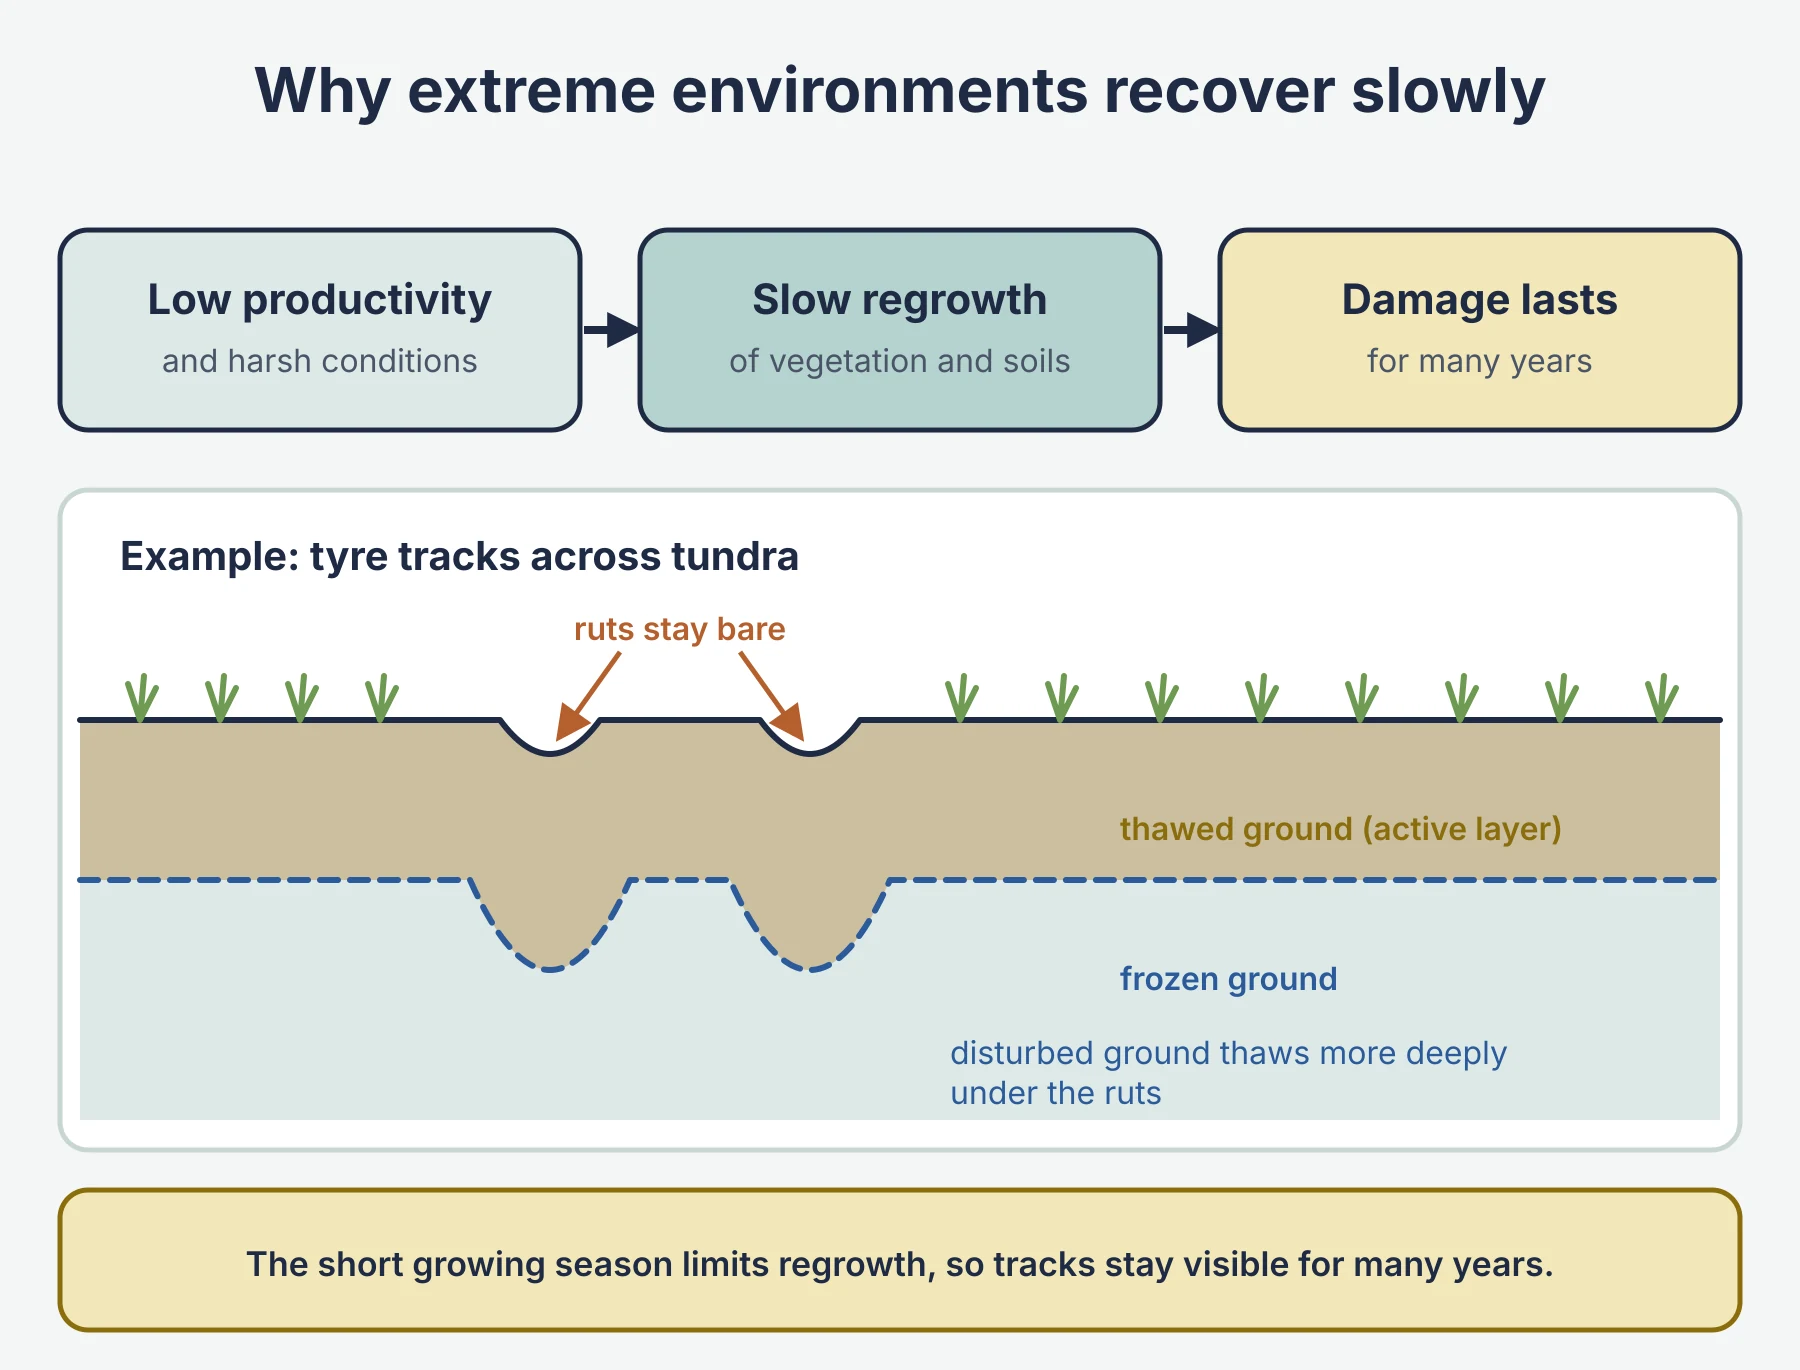 Why extreme environments recover slowly
Low productivity
and harsh conditions
Slow regrowth
of vegetation and soils
Damage lasts
for many years
Example: tyre tracks across tundra
ruts stay bare
thawed ground (active layer)
frozen ground
disturbed ground thaws more deeply
under the ruts
The short growing season limits regrowth, so tracks stay visible for many years.